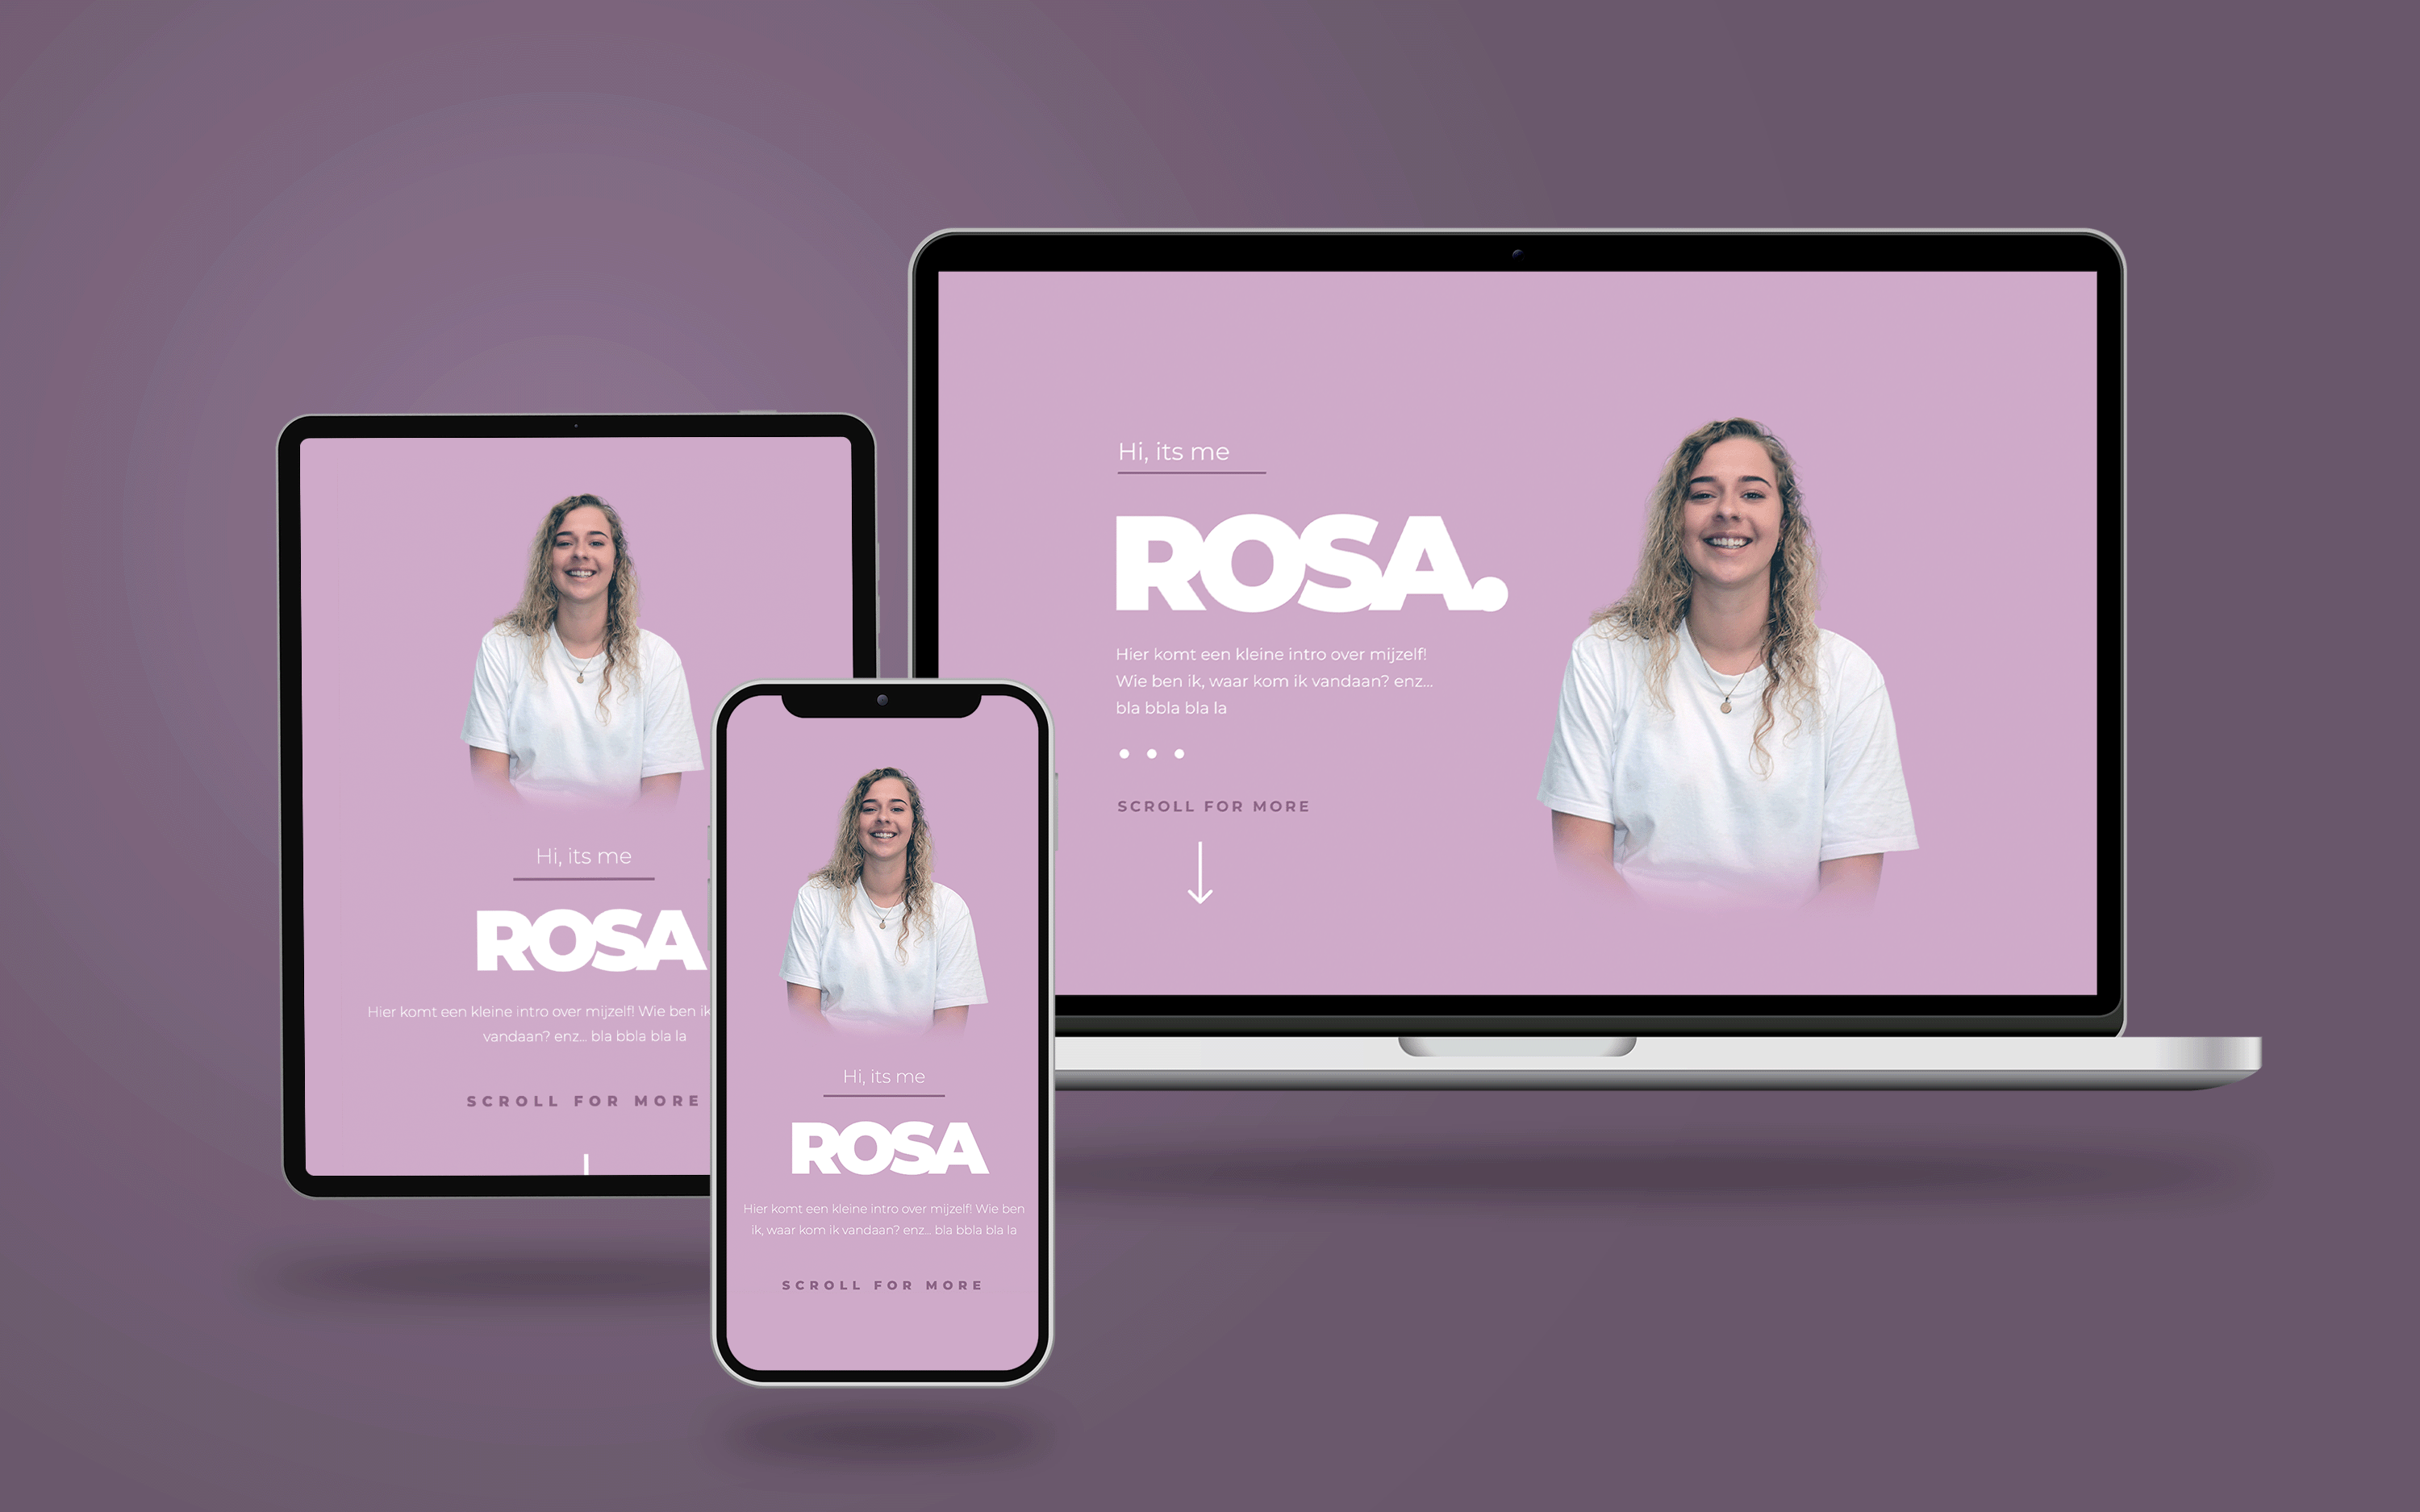 Hi, its me
ROSA
Hier komt een kleine intro over mijzelf! Wie ben ik
vandaan? enz... bla bbla bla la
SCROLL FOR MORE
Hi, its me
ROSA
Hier komt een kleine intro over mijzelf! Wie ben
ik, waar kom ik vandaan? enz... bla bbla bla la
SCROLL FOR MORE
Hi, its me
ROSA.
Hier komt een kleine intro over mijzelf!
Wie ben ik, waar kom ik vandaan? enz...
bla bbla bla la
SCROLL FOR MORE